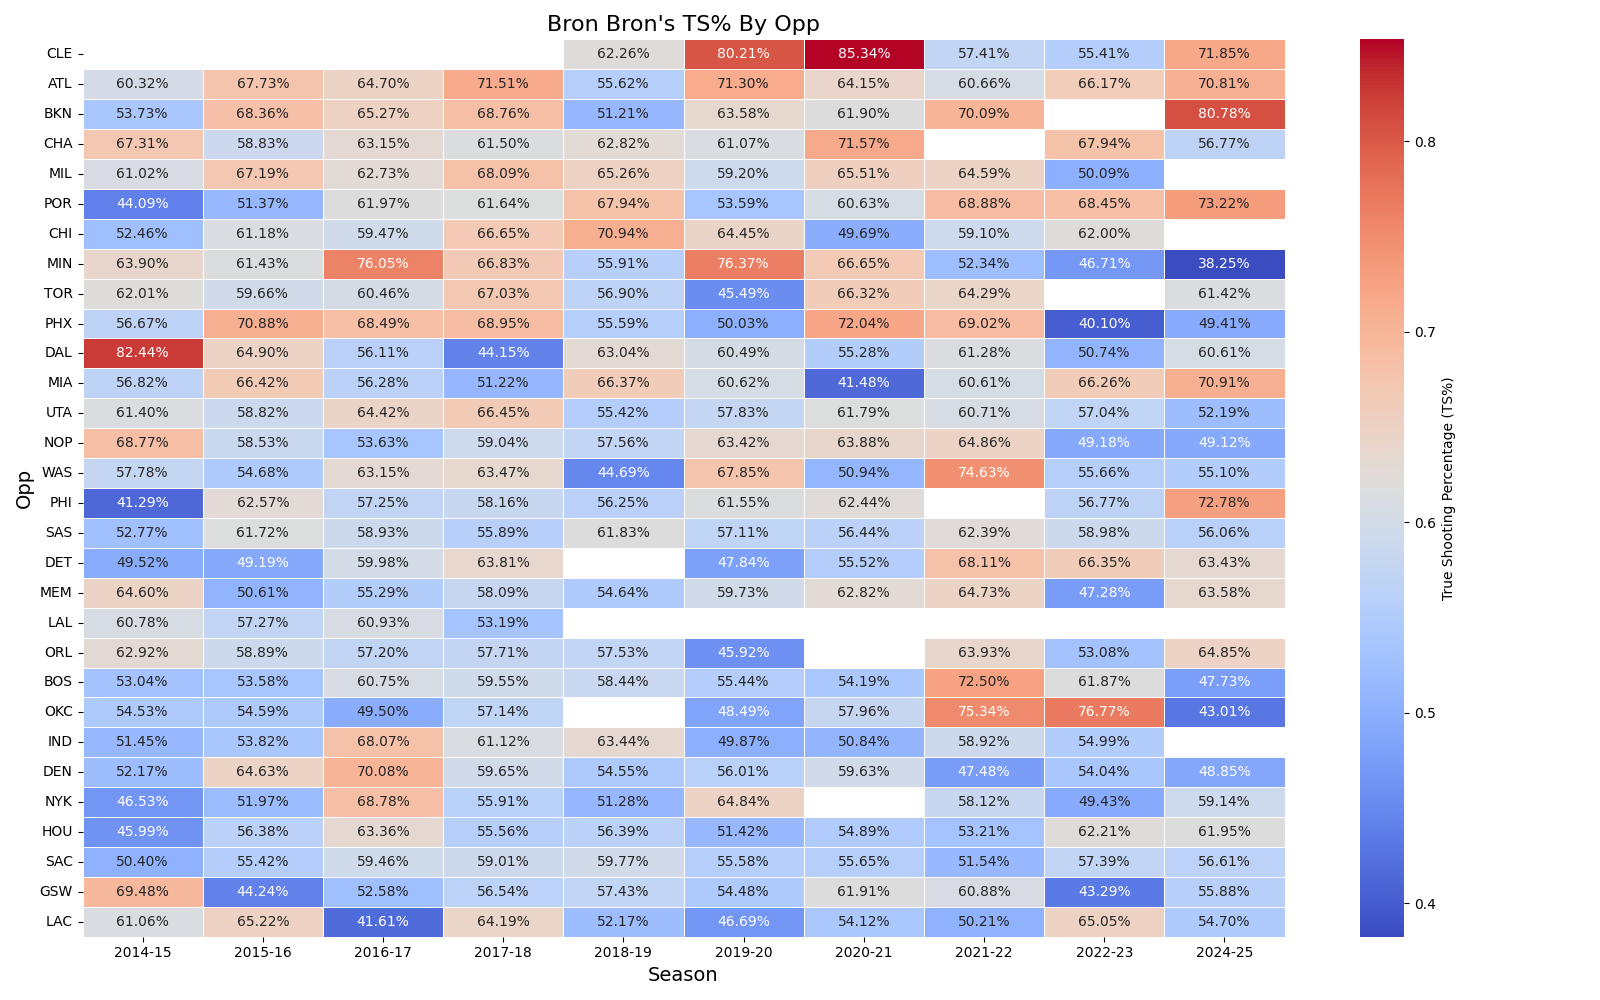 Bron Bron's TS% By Opp
CLE 62.26% 80.21% 85.34% 57.41% 55.41% 71.85%
ATL 60.32% 67.73% 64.70% 71.51% 55.62% 71.30% 64.15% 60.66% 66.17% 70.81%
BKN 53.73% 68.36% 65.27% 68.76% 51.21% 63.58% 61.90% 70.09% 80.78%
CHA 67.31% 58.83% 63.15% 61.50% 62.82% 61.07% 71.57% 67.94% 56.77%
MIL 61.02% 67.19% 62.73% 68.09% 65.26% 59.20% 65.51% 64.59% 50.09%
POR 44.09% 51.37% 61.97% 61.64% 67.94% 53.59% 60.63% 68.88% 68.45% 73.22%
CHI 52.46% 61.18% 59.47% 66.65% 70.94% 64.45% 49.69% 59.10% 62.00%
MIN 63.90% 61.43% 76.05% 66.83% 55.91% 76.37% 66.65% 52.34% 46.71% 38.25%
TOR 62.01% 59.66% 60.46% 67.03% 56.90% 45.49% 66.32% 64.29% 61.42%
PHX 56.67% 70.88% 68.49% 68.95% 55.59% 50.03% 72.04% 69.02% 40.10% 49.41%
DAL 82.44% 64.90% 56.11% 44.15% 63.04% 60.49% 55.28% 61.28% 50.74% 60.61%
MIA 56.82% 66.42% 56.28% 51.22% 66.37% 60.62% 41.48% 60.61% 66.26% 70.91%
UTA 61.40% 58.82% 64.42% 66.45% 55.42% 57.83% 61.79% 60.71% 57.04% 52.19%
NOP 68.77% 58.53% 53.63% 59.04% 57.56% 63.42% 63.88% 64.86% 49.18% 49.12%
WAS 57.78% 54.68% 63.15% 63.47% 44.69% 67.85% 50.94% 74.63% 55.66% 55.10%
PHI 41.29% 62.57% 57.25% 58.16% 56.25% 61.55% 62.44% 56.77% 72.78%
SAS 52.77% 61.72% 58.93% 55.89% 61.83% 57.11% 56.44% 62.39% 58.98% 56.06%
DET 49.52% 49.19% 59.98% 63.81% 47.84% 55.52% 68.11% 66.35% 63.43%
MEM 64.60% 50.61% 55.29% 58.09% 54.64% 59.73% 62.82% 64.73% 47.28% 63.58%
LAL 60.78% 57.27% 60.93% 53.19%
ORL 62.92% 58.89% 57.20% 57.71% 57.53% 45.92% 63.93% 53.08% 64.85%
BOS 53.04% 53.58% 60.75% 59.55% 58.44% 55.44% 54.19% 72.50% 61.87% 47.73%
OKC 54.53% 54.59% 49.50% 57.14% 48.49% 57.96% 75.34% 76.77% 43.01%
IND 51.45% 53.82% 68.07% 61.12% 63.44% 49.87% 50.84% 58.92% 54.99%
DEN 52.17% 64.63% 70.08% 59.65% 54.55% 56.01% 59.63% 47.48% 54.04% 48.85%
NYK 46.53% 51.97% 68.78% 55.91% 51.28% 64.84% 58.12% 49.43% 59.14%
HOU 45.99% 56.38% 63.36% 55.56% 56.39% 51.42% 54.89% 53.21% 62.21% 61.95%
SAC 50.40% 55.42% 59.46% 59.01% 59.77% 55.58% 55.65% 51.54% 57.39% 56.61%
GSW 69.48% 44.24% 52.58% 56.54% 57.43% 54.48% 61.91% 60.88% 43.29% 55.88%
LAC 61.06% 65.22% 41.61% 64.19% 52.17% 46.69% 54.12% 50.21% 65.05% 54.70%
2014-15 2015-16 2016-17 2017-18 2018-19 2019-20 2020-21 2021-22 2022-23 2024-25
Season
Opp
0.8
0.7
0.6
0.5
0.4
True Shooting Percentage (TS%)